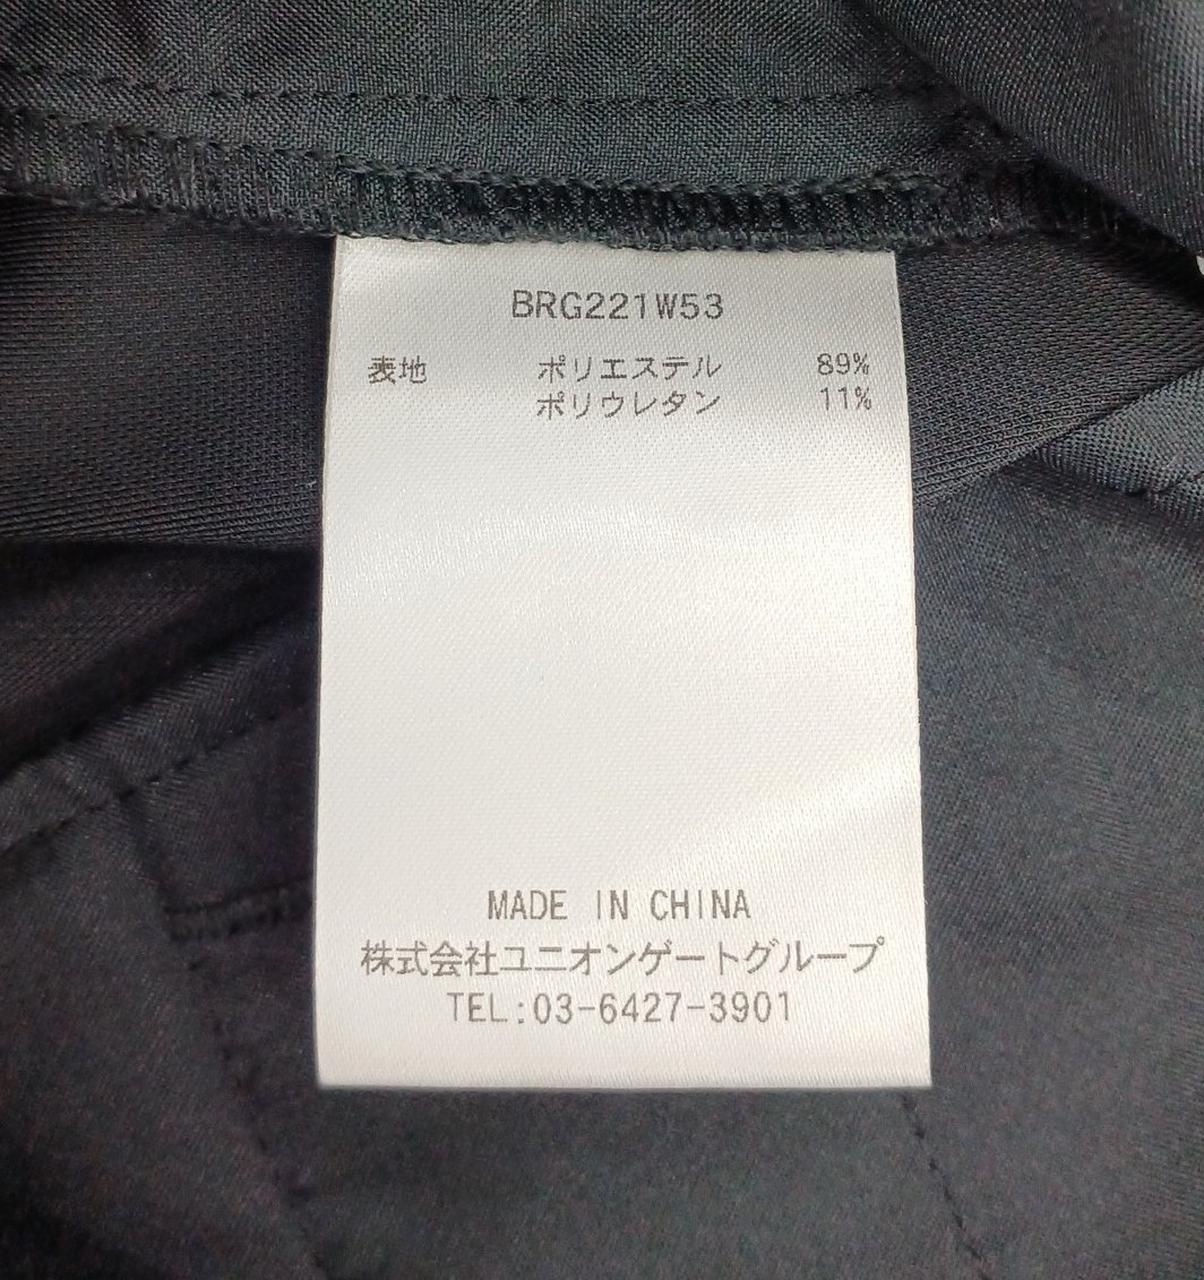 BRG221W53
表地 ポリエステル 89%
ポリウレタン 11%
MADE IN CHINA
株式会社ユニオンゲートグループ
TEL:03-6427-3901